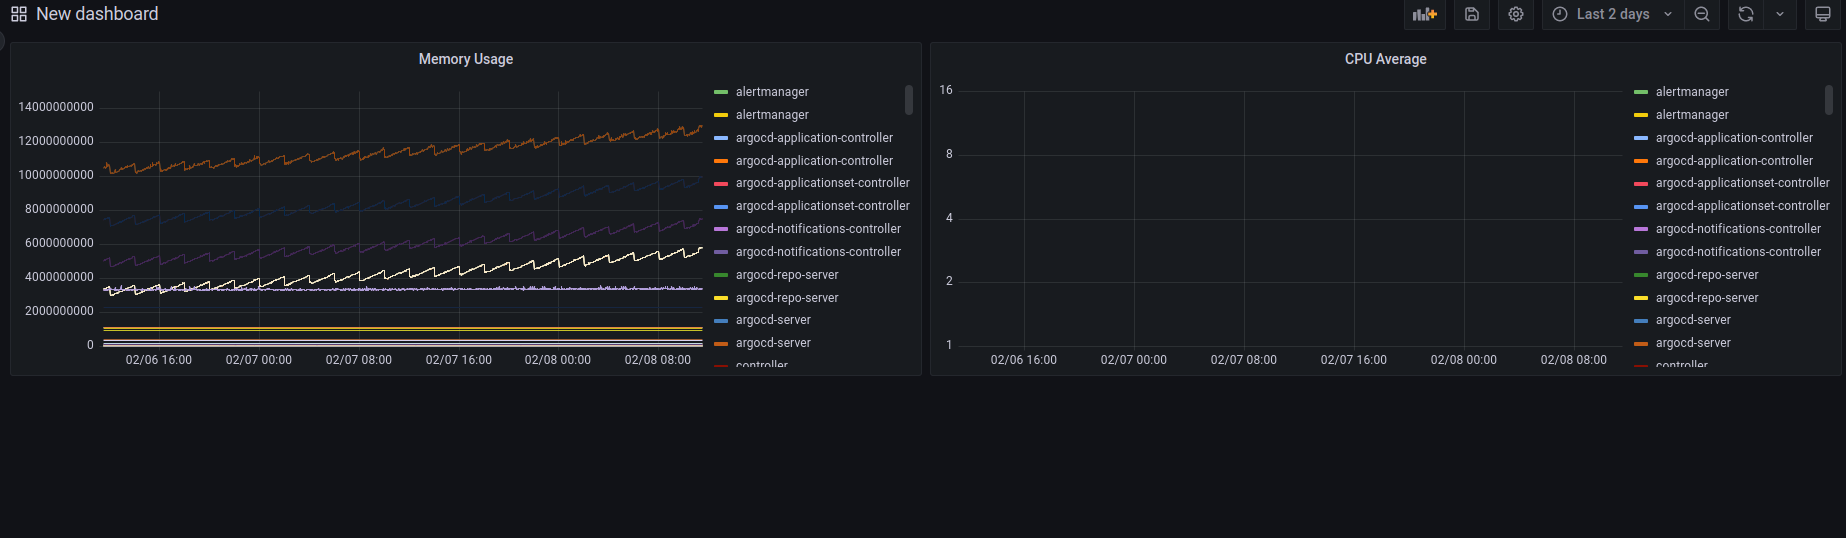 New dashboard
Last 2 days
Memory Usage
14000000000
12000000000
10000000000
8000000000
6000000000
4000000000
2000000000
0
02/06 16:00 02/07 00:00 02/07 08:00 02/07 16:00 02/08 00:00 02/08 08:00
alertmanager
alertmanager
argocd-application-controller
argocd-application-controller
argocd-applicationset-controller
argocd-applicationset-controller
argocd-notifications-controller
argocd-notifications-controller
argocd-repo-server
argocd-repo-server
argocd-server
argocd-server
controller
CPU Average
16
8
4
2
1
02/06 16:00 02/07 00:00 02/07 08:00 02/07 16:00 02/08 00:00 02/08 08:00
alertmanager
alertmanager
argocd-application-controller
argocd-application-controller
argocd-applicationset-controller
argocd-applicationset-controller
argocd-notifications-controller
argocd-notifications-controller
argocd-repo-server
argocd-repo-server
argocd-server
argocd-server
controller